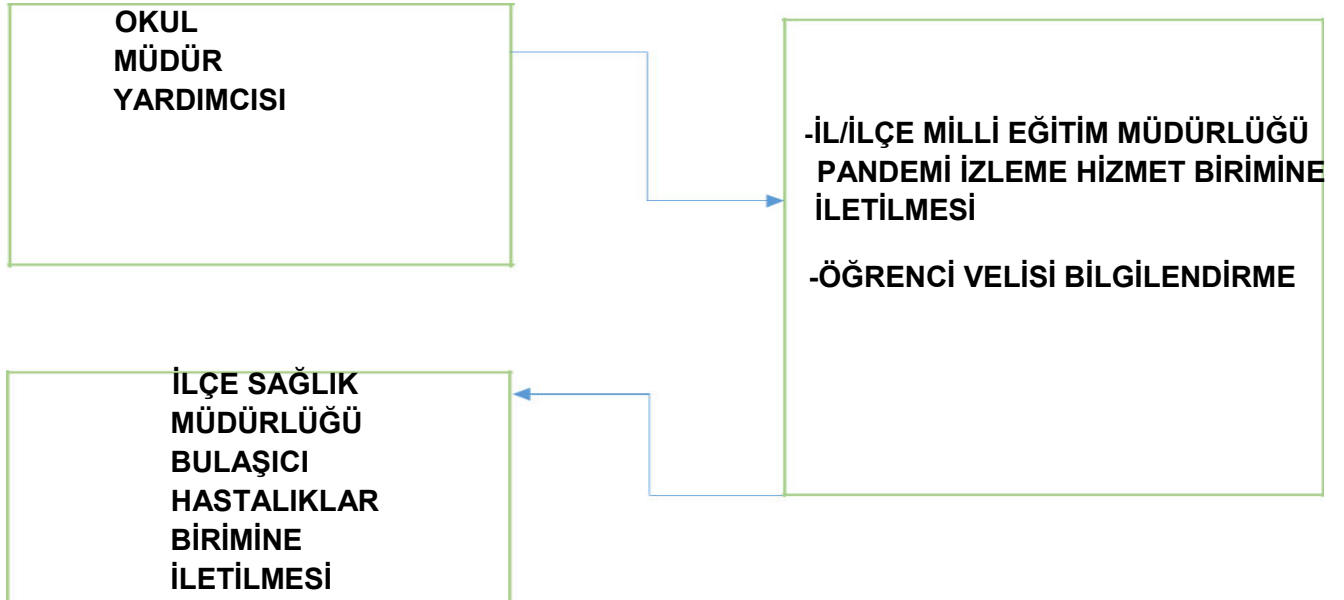 OKUL
MÜDÜR
YARDIMCISI
-İL/İLÇE MİLLİ EĞİTİM MÜDÜRLÜĞÜ
PANDEMİ İZLEME HİZMET BİRİMİNE
İLETİLMESİ
-ÖĞRENCİ VELİSİ BİLGİLENDİRME
İLÇE SAĞLIK
MÜDÜRLÜĞÜ
BULAŞICI
HASTALIKLAR
BİRİMİNE
İLETİLMESİ